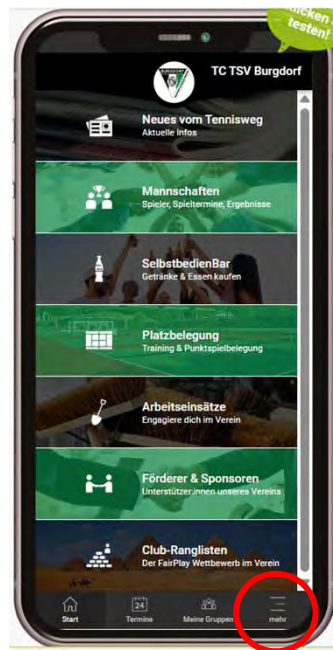 klicken
testen!
TC TSV Burgdorf
BURGDORF
Neues vom Tennisweg
Aktuelle Infos
Mannschaften
Spieler, Spieltermine, Ergebnisse
SelbstbedienBar
Getränke & Essen kaufen
Platzbelegung
Training & Punktspielbelegung
Arbeitseinsätze
Engagiere dich im Verein
Förderer & Sponsoren
Unterstützer:innen unseres Vereins
Club-Ranglisten
Der FairPlay Wettbewerb im Verein
24
Start
Termine
Meine Gruppen
mehr